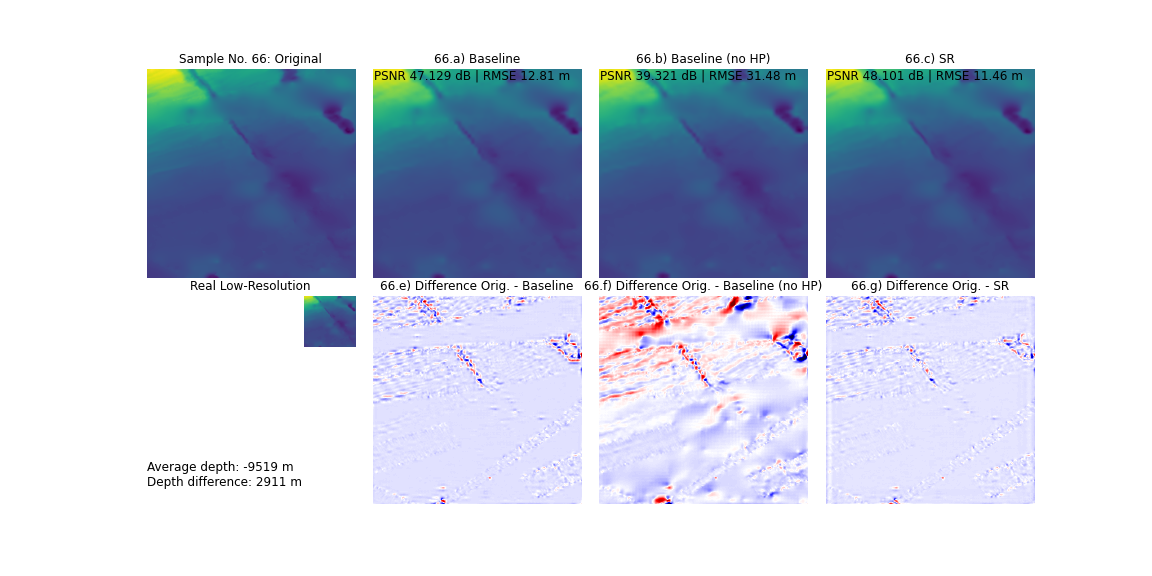 Sample No. 66: Original
66.a) Baseline
66.b) Baseline (no HP)
66.c) SR
PSNR 47.129 dB | RMSE 12.81 m
PSNR 39.321 dB | RMSE 31.48 m
PSNR 48.101 dB | RMSE 11.46 m
Real Low-Resolution
66.e) Difference Orig. - Baseline
66.f) Difference Orig. - Baseline (no HP)
66.g) Difference Orig. - SR
Average depth: -9519 m
Depth difference: 2911 m